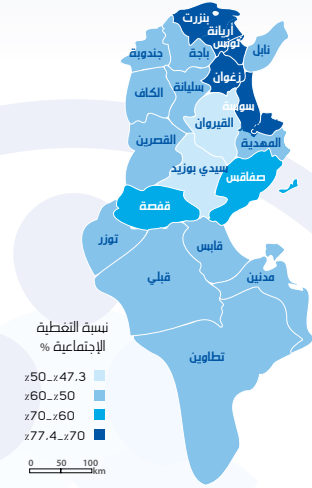 بنزرت
أريانة
تونس
نابل
باجة
جندوبة
زغوان
سليانة
الكاف
سوسة
القيروان
المهدية
القصرين
سيدي بوزيد
صفاقس
قفصة
توزر
قابس
قبلي
مدنين
تطاوين
نسبة التغطية
الإجتماعية %
٪50_٪47.3
٪60_٪50
٪70_٪60
٪77.4_٪70
0 50 100
km